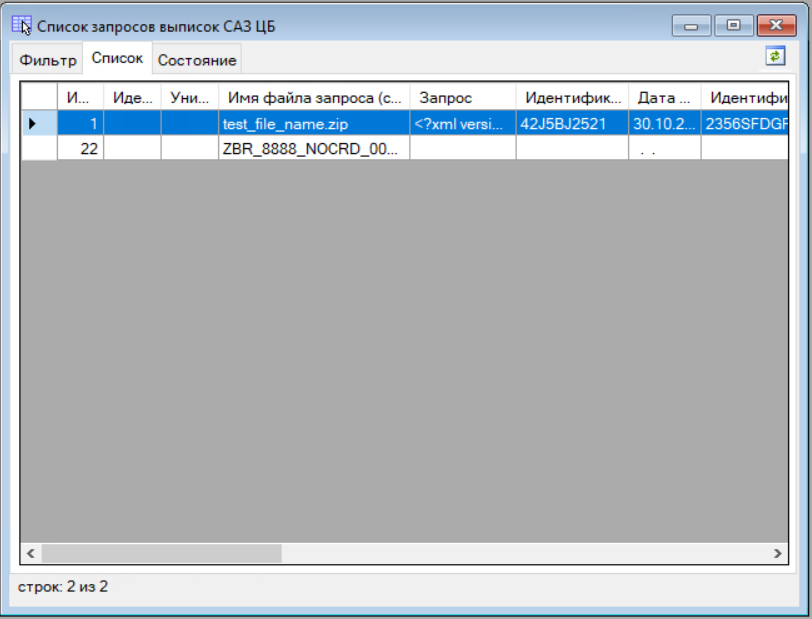 Список запросов выписок САЗ ЦБ
Фильтр Список Состояние
И... Иде... Уни... Имя файла запроса (с... Запрос Идентифик... Дата ... Идентифи
1 test_file_name.zip <?xml versi... 42J5BJ2521 30.10.2... 2356SFDGF
22 ZBR_8888_NOCRD_00... . .
строк: 2 из 2